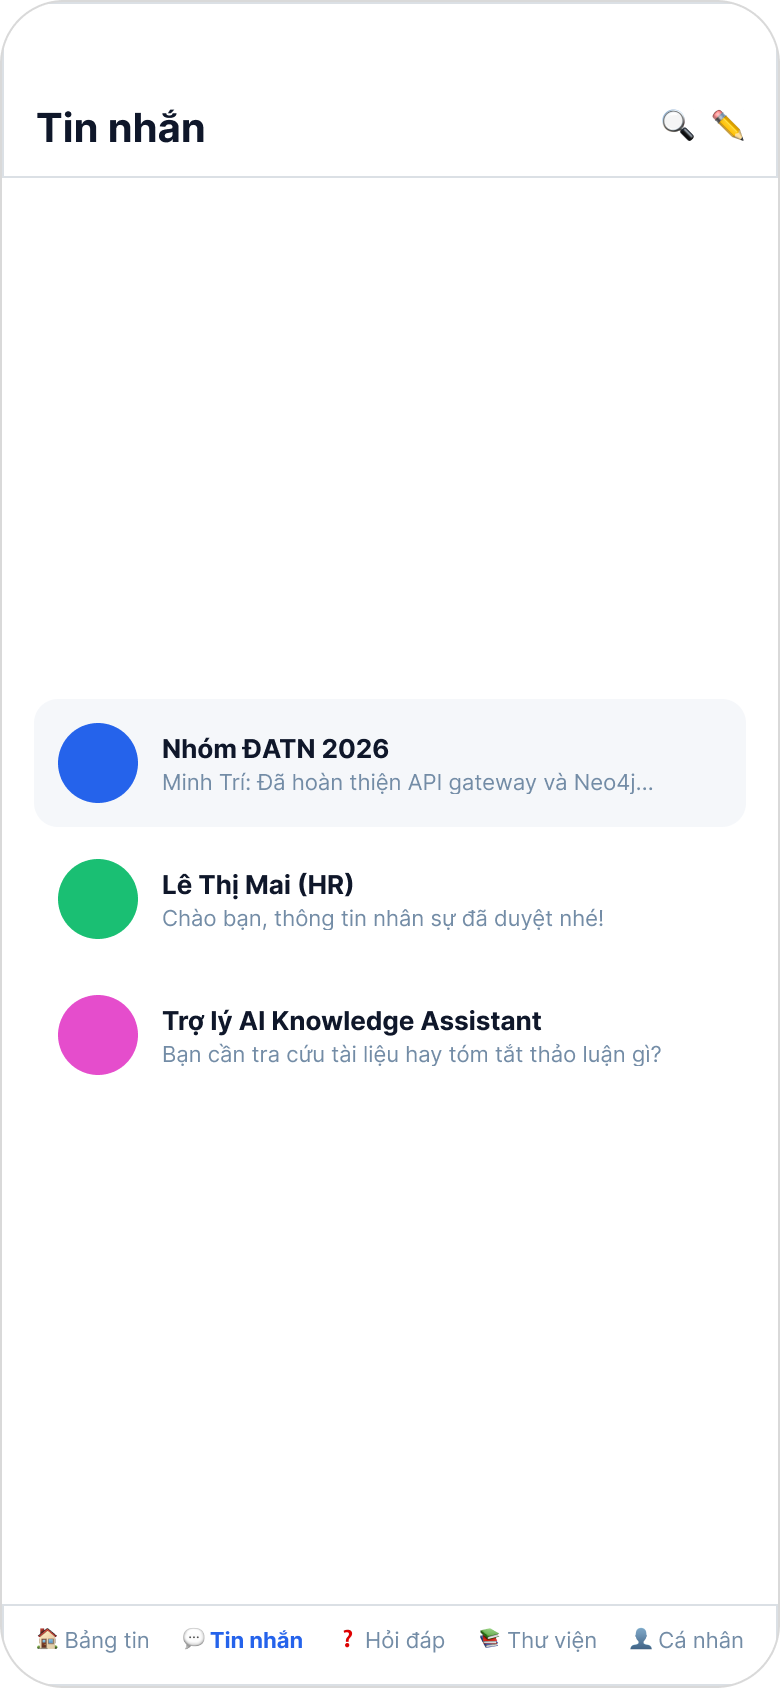 Tin nhắn
Nhóm ĐATN 2026
Minh Trí: Đã hoàn thiện API gateway và Neo4j...
Lê Thị Mai (HR)
Chào bạn, thông tin nhân sự đã duyệt nhé!
Trợ lý AI Knowledge Assistant
Bạn cần tra cứu tài liệu hay tóm tắt thảo luận gì?
Bảng tin
Tin nhắn
Hỏi đáp
Thư viện
Cá nhân